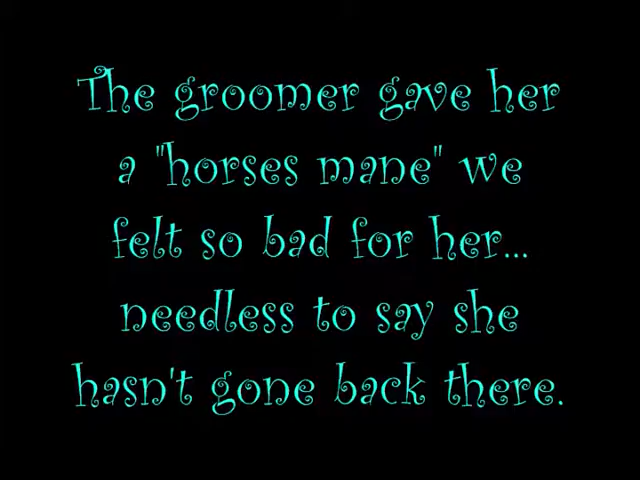 The groomer gave her
a "horses mane" we
felt so bad for her...
needless to say she
hasn't gone back there.